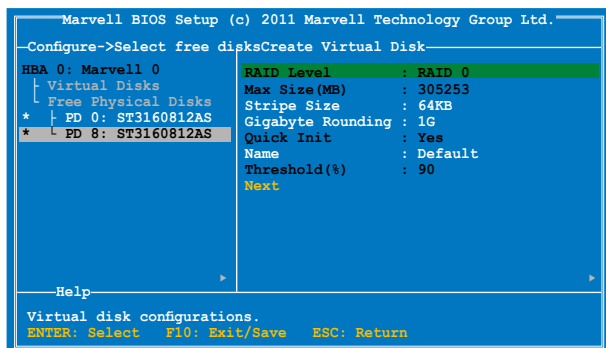 Marvell BIOS Setup (c) 2011 Marvell Technology Group Ltd.
Configure->Select free disksCreate Virtual Disk
HBA 0: Marvell 0
Virtual Disks
Free Physical Disks
* PD 0: ST3160812AS
* PD 8: ST3160812AS
RAID Level : RAID 0
Max Size(MB) : 305253
Stripe Size : 64KB
Gigabyte Rounding : 1G
Quick Init : Yes
Name : Default
Threshold(%) : 90
Next
Help
Virtual disk configurations.
ENTER: Select F10: Exit/Save ESC: Return